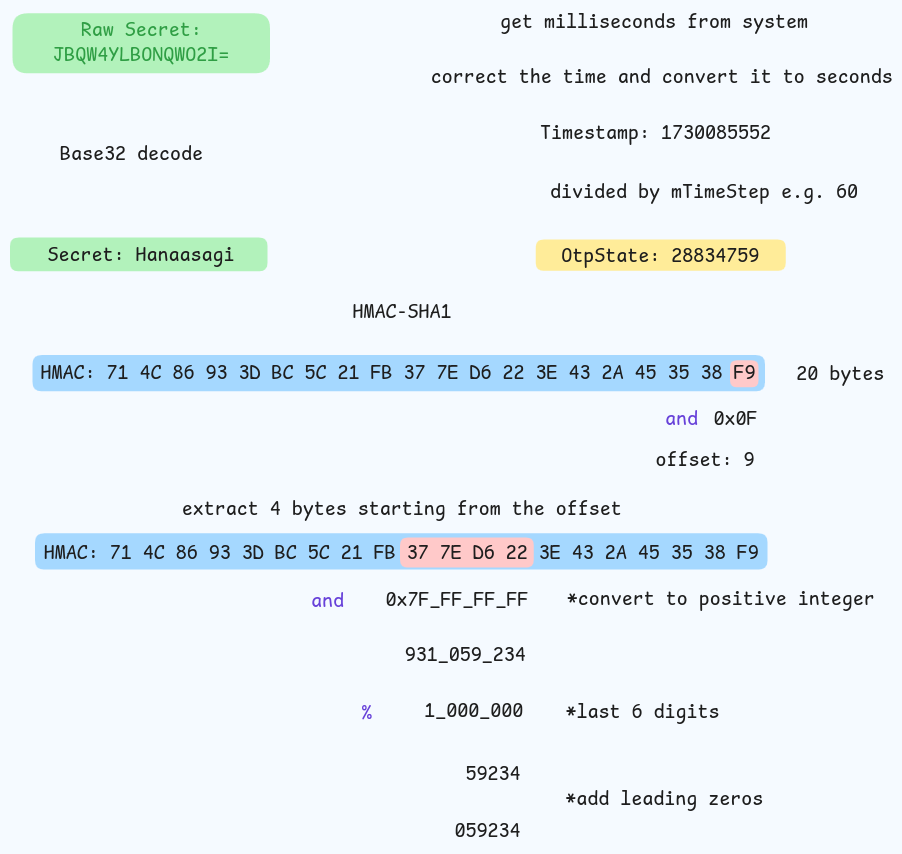 Raw Secret:
JBQW4YLBONQWO2I=
get milliseconds from system
correct the time and convert it to seconds
Timestamp: 1730085552
Base32 decode
divided by mTimeStep e.g. 60
Secret: Hanaasagi
OtpState: 28834759
HMAC-SHA1
HMAC: 71 4C 86 93 3D BC 5C 21 FB 37 7E D6 22 3E 43 2A 45 35 38 F9
20 bytes
and 0x0F
offset: 9
extract 4 bytes starting from the offset
HMAC: 71 4C 86 93 3D BC 5C 21 FB 37 7E D6 22 3E 43 2A 45 35 38 F9
and 0x7F_FF_FF_FF *convert to positive integer
931_059_234
% 1_000_000 *last 6 digits
59234
*add leading zeros
059234